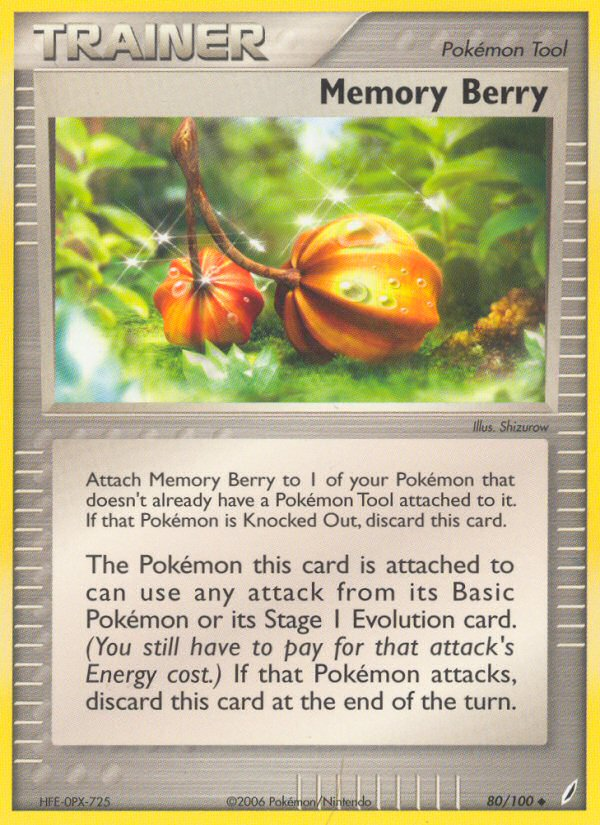 TRAINER
Pokémon Tool
Memory Berry
Illus. Shizurow
Attach Memory Berry to 1 of your Pokémon that
doesn't already have a Pokémon Tool attached to it.
If that Pokémon is Knocked Out, discard this card.
The Pokémon this card is attached to
can use any attack from its Basic
Pokémon or its Stage 1 Evolution card.
(You still have to pay for that attack's
Energy cost.) If that Pokémon attacks,
discard this card at the end of the turn.
HFE-0PX-725
©2006 Pokémon/Nintendo
80/100 ◆